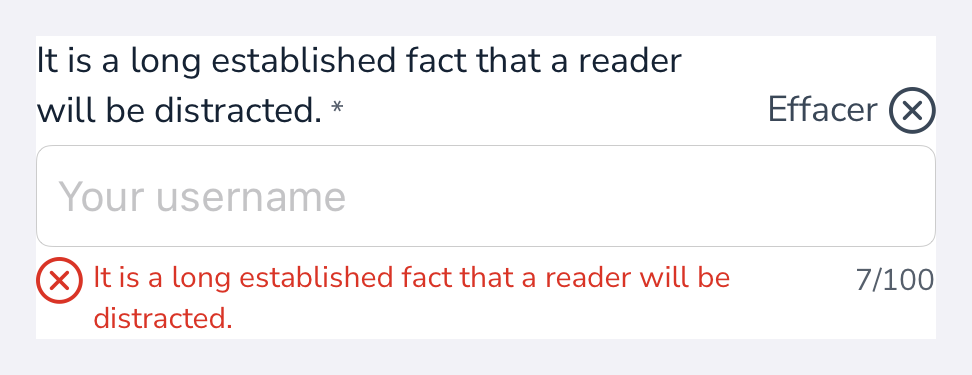 It is a long established fact that a reader
will be distracted. *
Effacer
Your username
It is a long established fact that a reader will be
distracted.
7/100